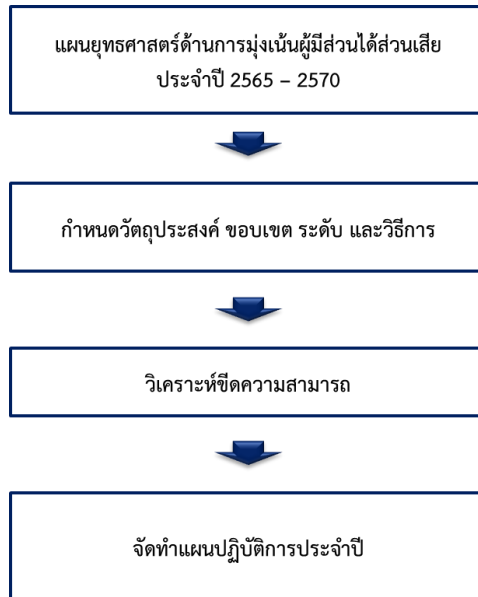 แผนยุทธศาสตร์ด้านการมุ่งเน้นผู้มีส่วนได้ส่วนเสีย
ประจำปี 2565 – 2570
กำหนดวัตถุประสงค์ ขอบเขต ระดับ และวิธีการ
วิเคราะห์ขีดความสามารถ
จัดทำแผนปฏิบัติการประจำปี